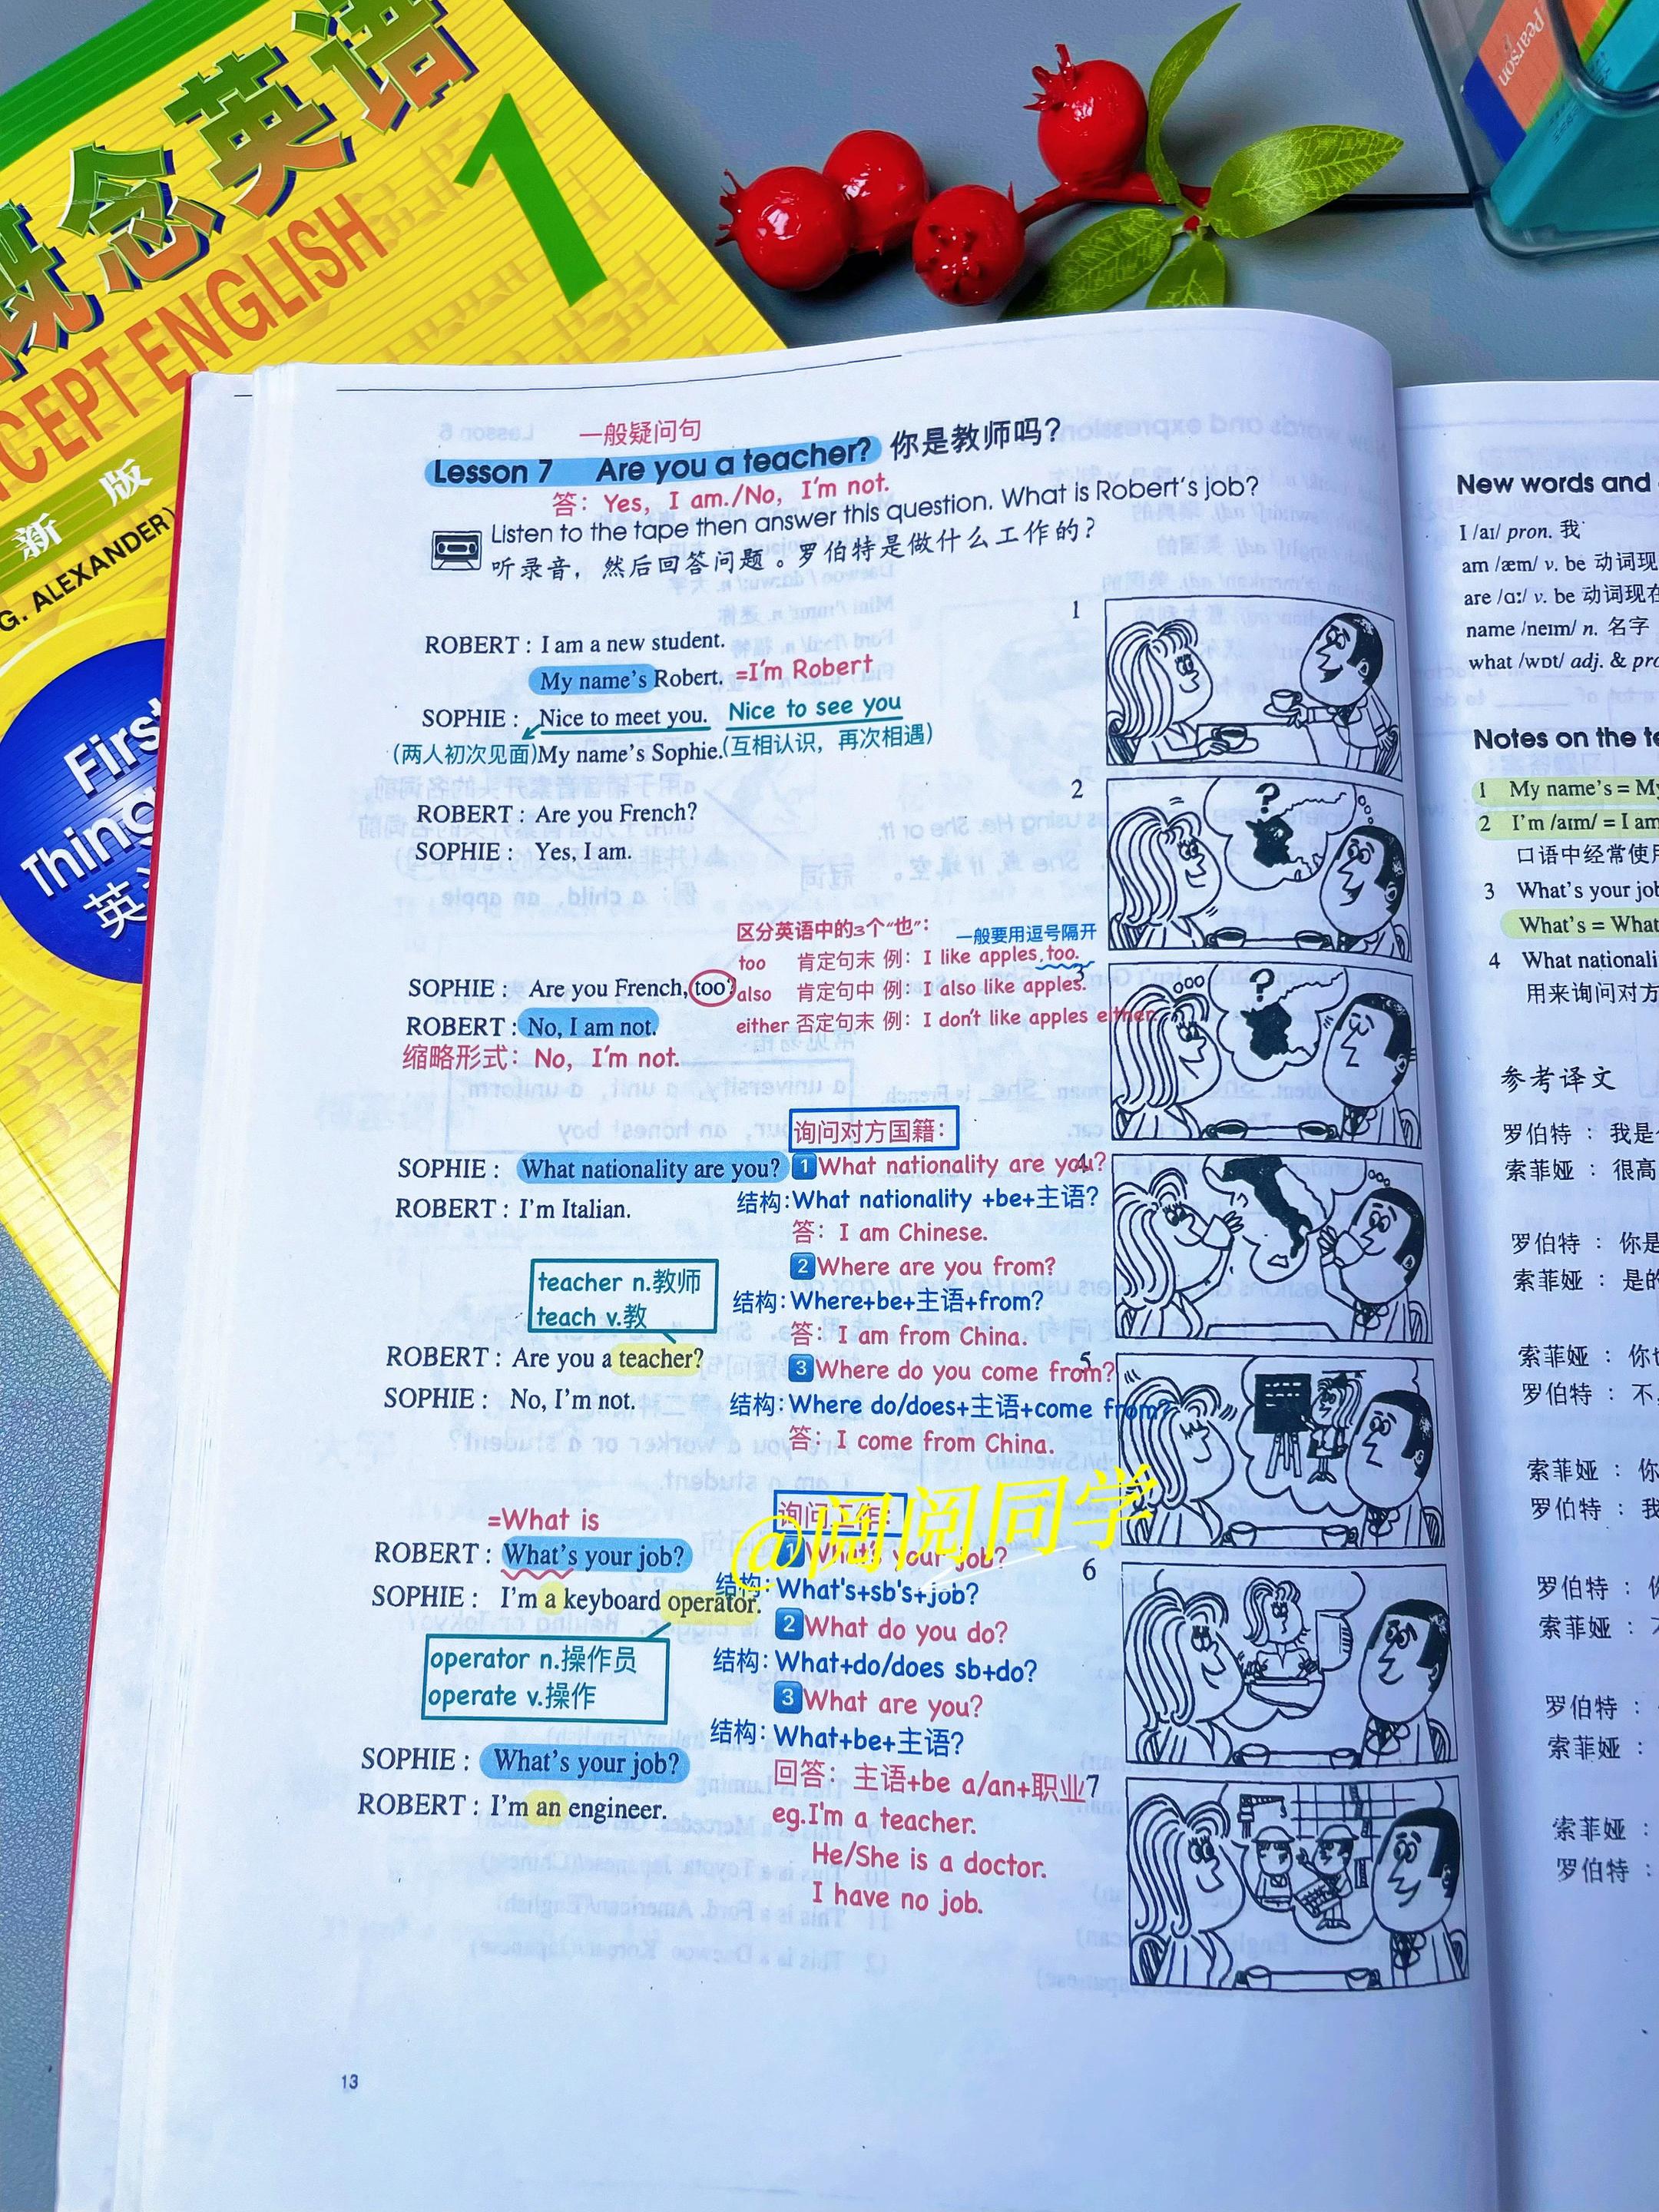 概念英语
1
CEPT ENGLISH
新版
G. ALEXANDER)
First
Things
英
Pearson
一般疑问句
Lesson 7 Are you a teacher? 你是教师吗？
答：Yes, I am./No, I'm not.
Listen to the tape then answer this question. What is Robert's job?
听录音，然后回答问题。罗伯特是做什么工作的？
ROBERT : I am a new student.
My name's Robert. =I'm Robert
SOPHIE : Nice to meet you. Nice to see you
(两人初次见面)My name's Sophie.(互相认识，再次相遇)
ROBERT : Are you French?
SOPHIE : Yes, I am.
区分英语中的3个“也”：
一般要用逗号隔开
too 肯定句末 例：I like apples,too.
SOPHIE : Are you French, too?
also 肯定句中 例：I also like apples.
ROBERT : No, I am not.
either 否定句末 例：I don't like apples either.
缩略形式：No, I'm not.
询问对方国籍：
SOPHIE : What nationality are you?
1 What nationality are you?
ROBERT : I'm Italian.
结构：What nationality +be+主语?
答：I am Chinese.
2 Where are you from?
teacher n.教师
teach v.教
结构：Where+be+主语+from?
答：I am from China.
ROBERT : Are you a teacher?
3 Where do you come from?
SOPHIE : No, I'm not.
结构：Where do/does+主语+come from?
答：I come from China.
@阅阅同学
=What is
询问工作：
ROBERT : What's your job?
1 What's your job?
SOPHIE : I'm a keyboard operator.
结构：What's+sb's+job?
2 What do you do?
operator n.操作员
operate v.操作
结构：What+do/does sb+do?
3 What are you?
结构：What+be+主语?
SOPHIE : What's your job?
回答：主语+be a/an+职业
ROBERT : I'm an engineer.
eg.I'm a teacher.
He/She is a doctor.
I have no job.
1
2
3
4
5
6
7
?
?
13
New words and
I /aɪ/ pron. 我
am /æm/ v. be 动词现
are /ɑː/ v. be 动词现在
name /neɪm/ n. 名字
what /wɒt/ adj. & pro
Notes on the te
1 My name's = My
2 I'm /aɪm/ = I am
口语中经常使用
3 What's your job
What's = What
4 What nationali
用来询问对方
参考译文
罗伯特 ： 我是
索菲娅 ： 很高
罗伯特 ： 你是
索菲娅 ： 是的
索菲娅 ： 你也
罗伯特 ： 不，
索菲娅 ： 你
罗伯特 ： 我
罗伯特 ： 你
索菲娅 ： 不
罗伯特 ：
索菲娅 ：
索菲娅 ：
罗伯特 ：